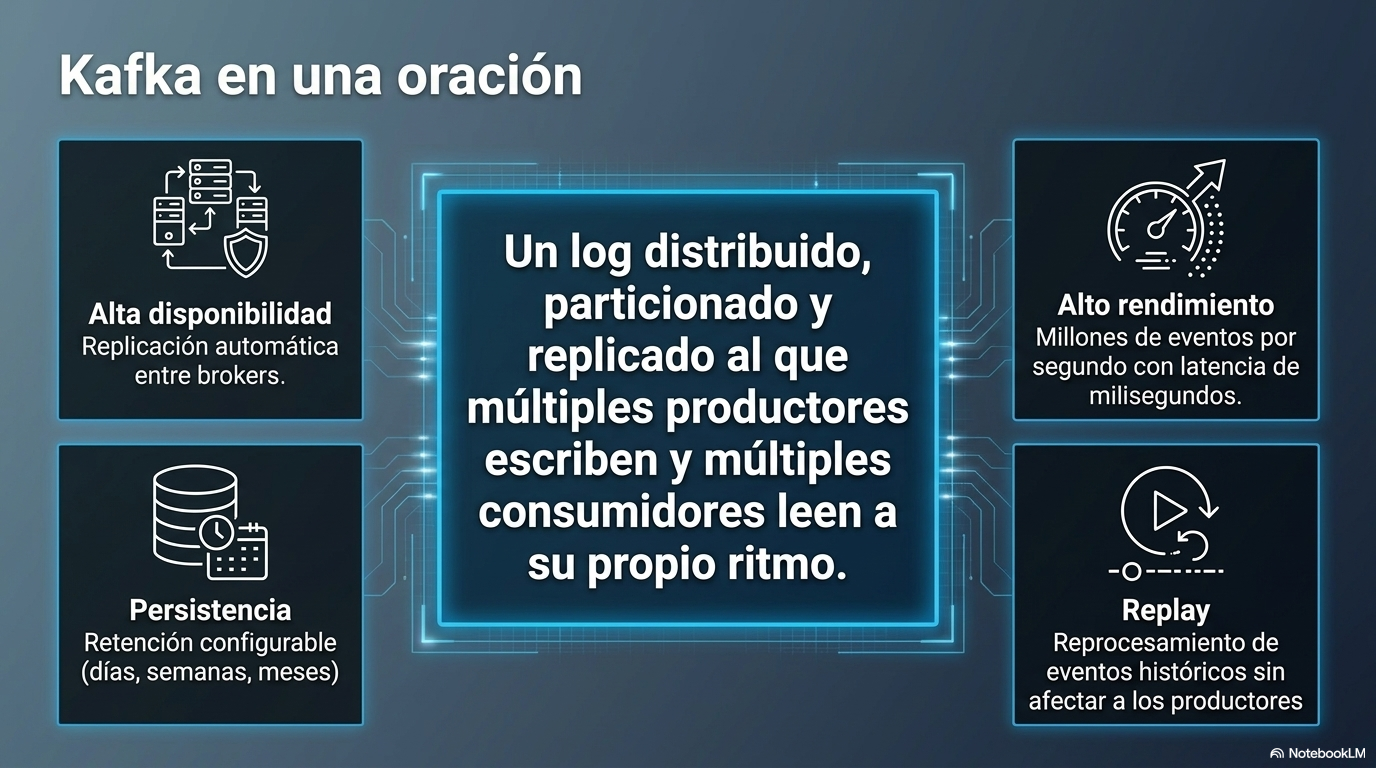 Kafka en una oración
Alta disponibilidad
Replicación automática
entre brokers.
Persistencia
Retención configurable
(días, semanas, meses)
Un log distribuido,
particionado y
replicado al que
múltiples productores
escriben y múltiples
consumidores leen a
su propio ritmo.
Alto rendimiento
Millones de eventos por
segundo con latencia de
milisegundos.
Replay
Reprocesamiento de
eventos históricos sin
afectar a los productores
NotebookLM